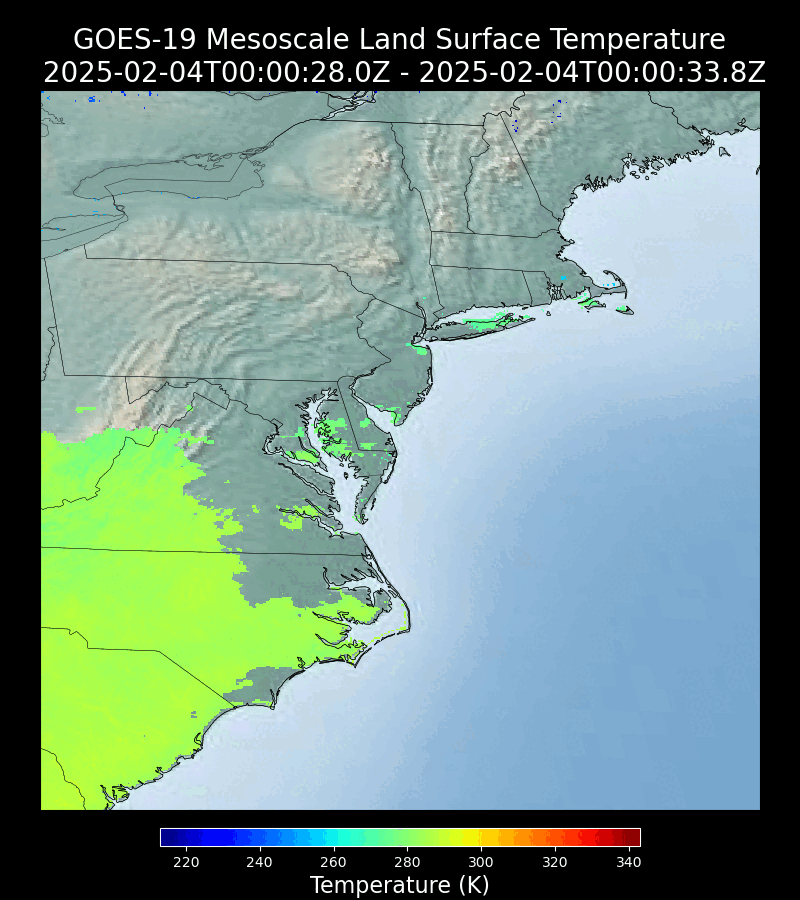 GOES-19 Mesoscale Land Surface Temperature
2025-02-04T00:00:28.0Z - 2025-02-04T00:00:33.8Z
220 240 260 280 300 320 340
Temperature (K)